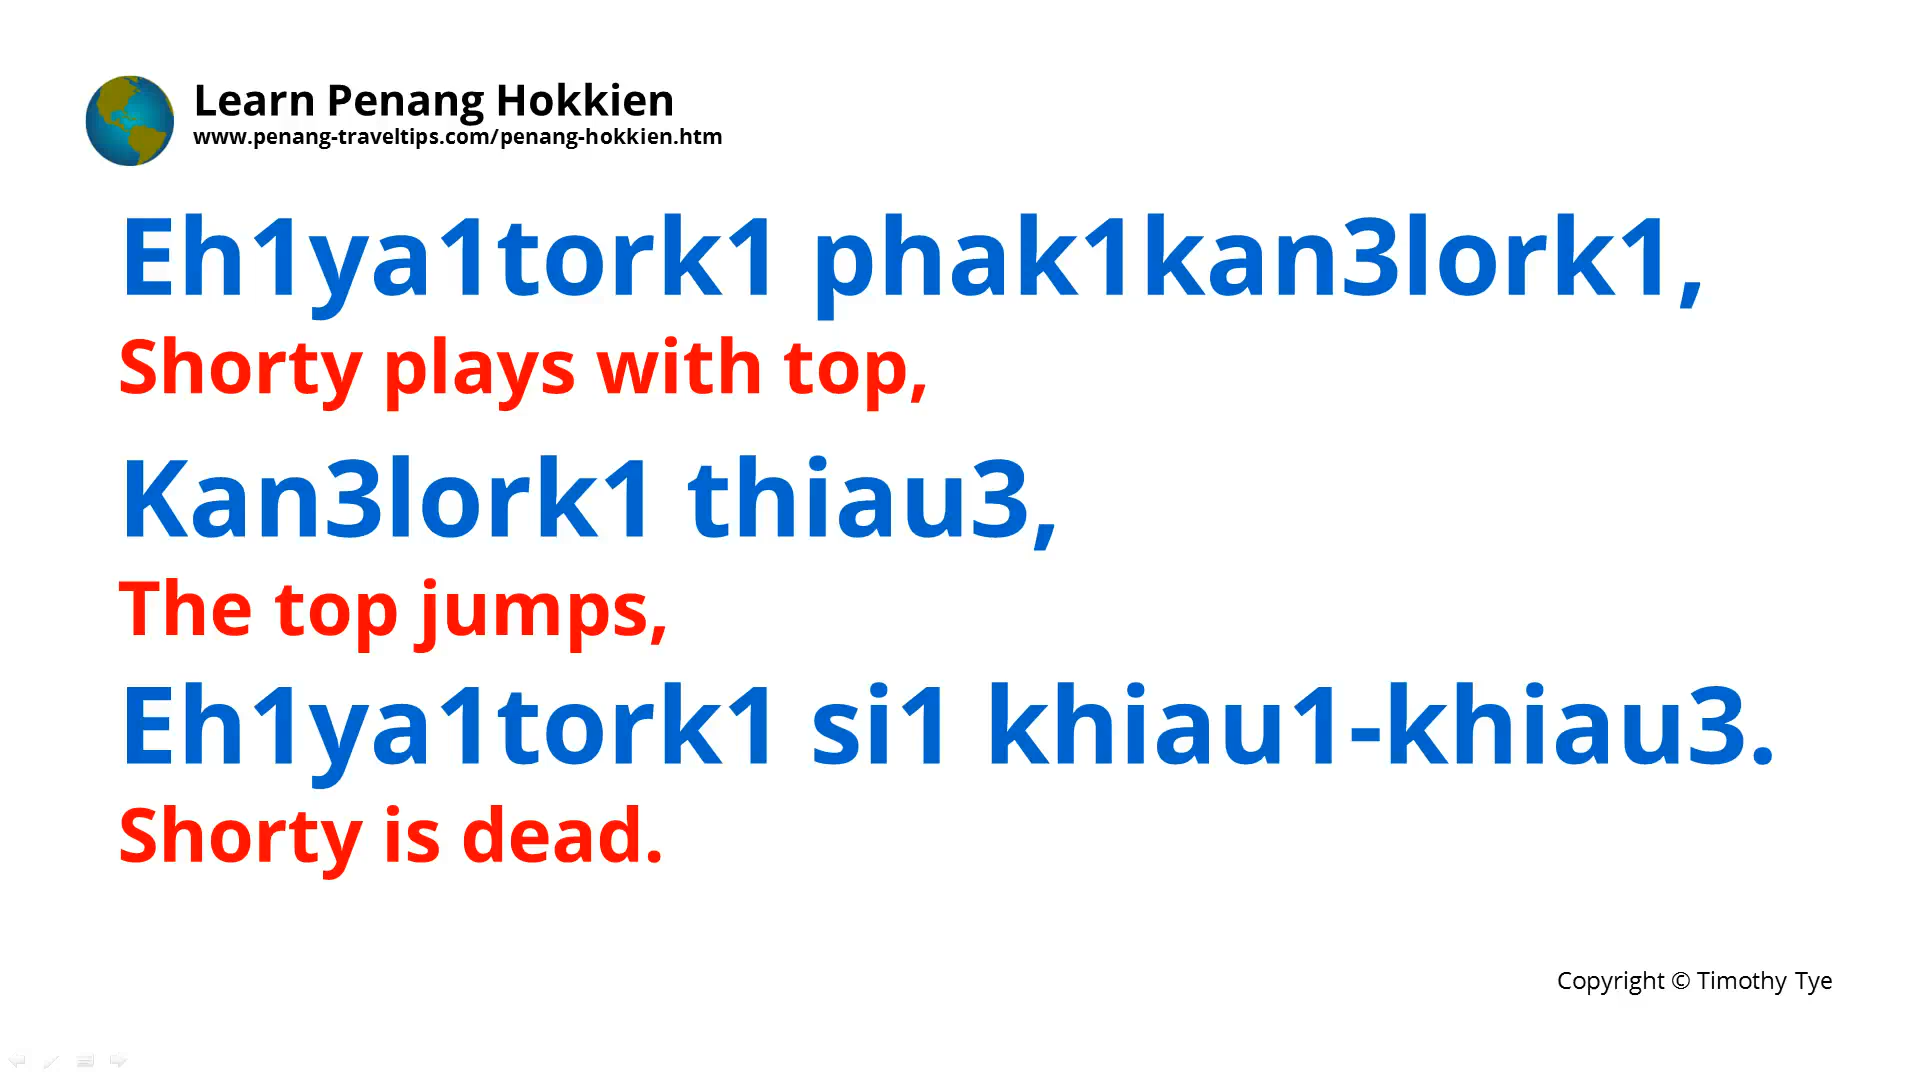 Learn Penang Hokkien
www.penang-traveltips.com/penang-hokkien.htm
Eh1ya1tork1 phak1kan3lork1,
Shorty plays with top,
Kan3lork1 thiau3,
The top jumps,
Eh1ya1tork1 si1 khiau1-khiau3.
Shorty is dead.
Copyright © Timothy Tye